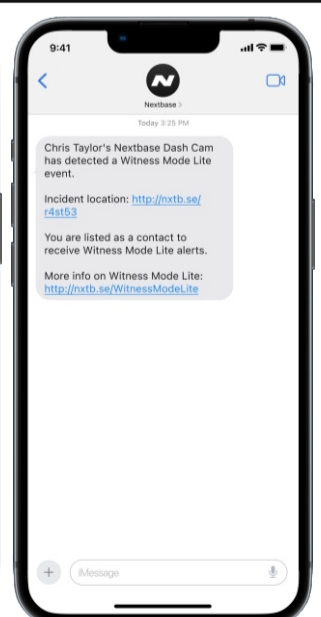 9:41
Nextbase >
Today 3:25 PM
Chris Taylor's Nextbase Dash Cam
has detected a Witness Mode Lite
event.
Incident location: http://nxtb.se/
r4st53
You are listed as a contact to
receive Witness Mode Lite alerts.
More info on Witness Mode Lite:
http://nxtb.se/WitnessModeLite
iMessage